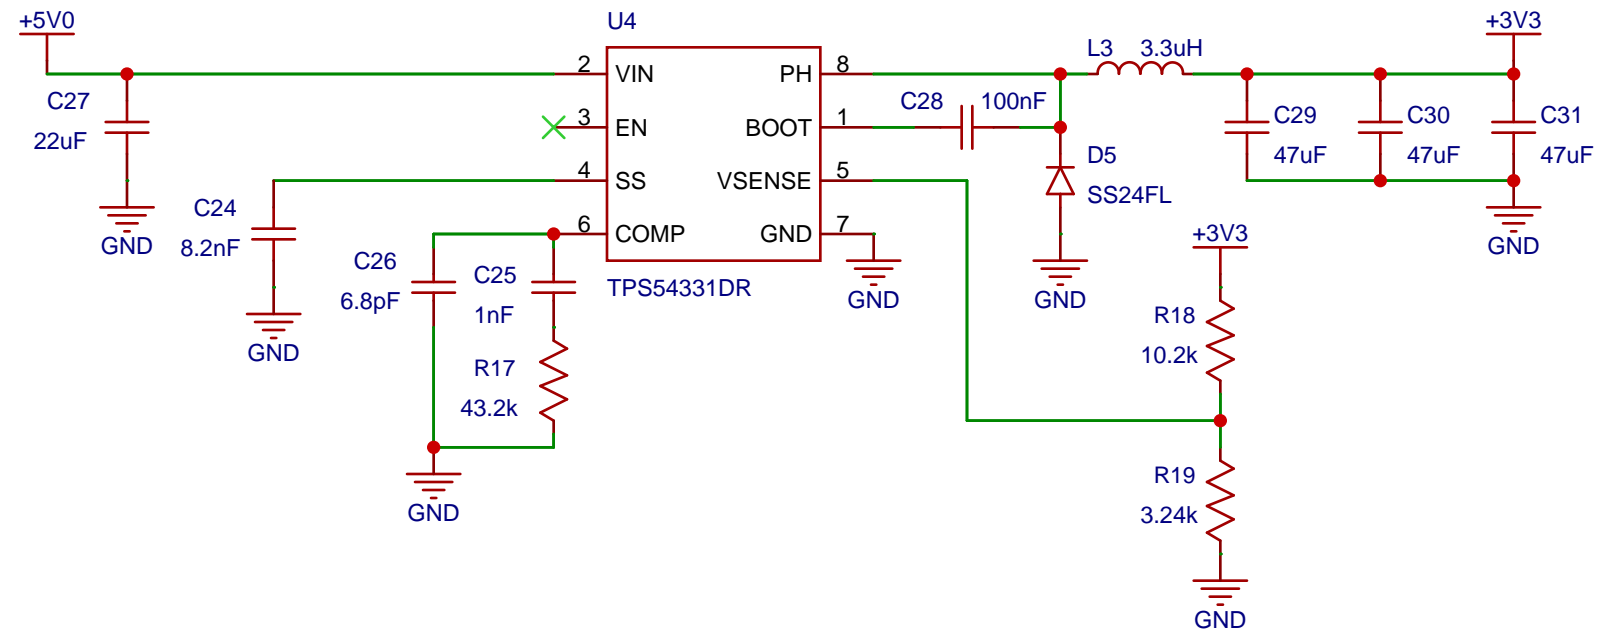 +5V0
U4
+3V3
L3 3.3uH
2 VIN
PH 8
C27
22uF
C28 100nF
3 EN
BOOT 1
C29
47uF
C30
47uF
C31
47uF
D5
SS24FL
4 SS
VSENSE 5
C24
8.2nF
6 COMP
GND 7
GND
+3V3
GND
C26
6.8pF
C25
1nF
TPS54331DR
GND
GND
R18
10.2k
GND
R17
43.2k
R19
3.24k
GND
GND